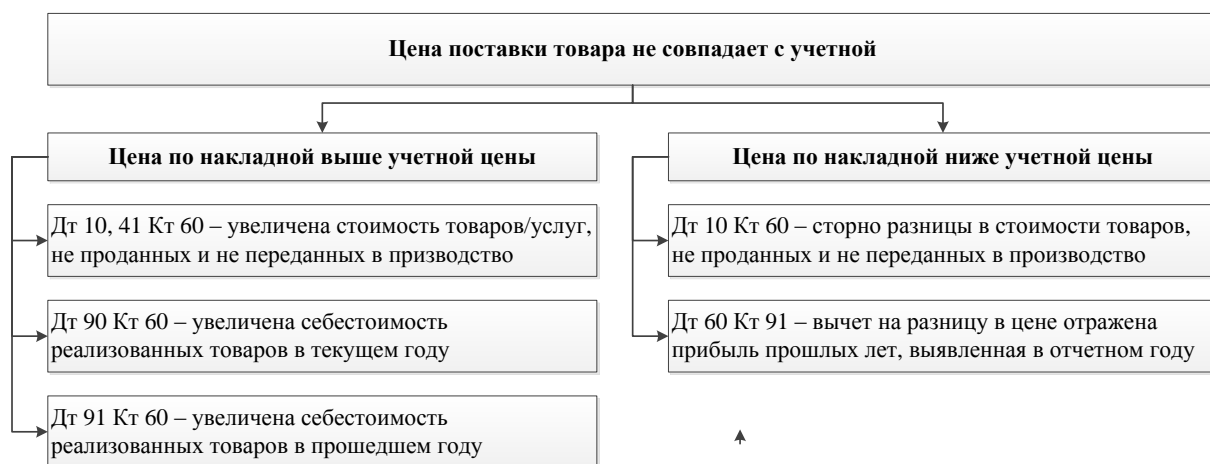 Цена поставки товара не совпадает с учетной
Цена по накладной выше учетной цены
Дт 10, 41 Кт 60 – увеличена стоимость товаров/услуг,
не проданных и не переданных в призводство
Дт 90 Кт 60 – увеличена себестоимость
реализованных товаров в текущем году
Дт 91 Кт 60 – увеличена себестоимость
реализованных товаров в прошедшем году
Цена по накладной ниже учетной цены
Дт 10 Кт 60 – сторно разницы в стоимости товаров,
не проданных и не переданных в производство
Дт 60 Кт 91 – вычет на разницу в цене отражена
прибыль прошлых лет, выявленная в отчетном году